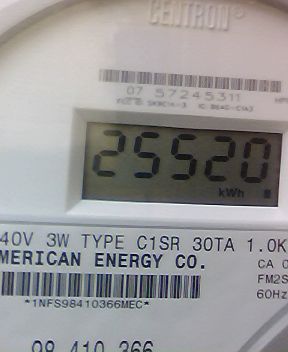 CENTRON®
07 57245311
25520
kWh
40V 3W TYPE C1SR 30TA 1.0K
MERICAN ENERGY CO.
CA 0
FM2S
60Hz
*1NFS98410366MEC*
98 410 366